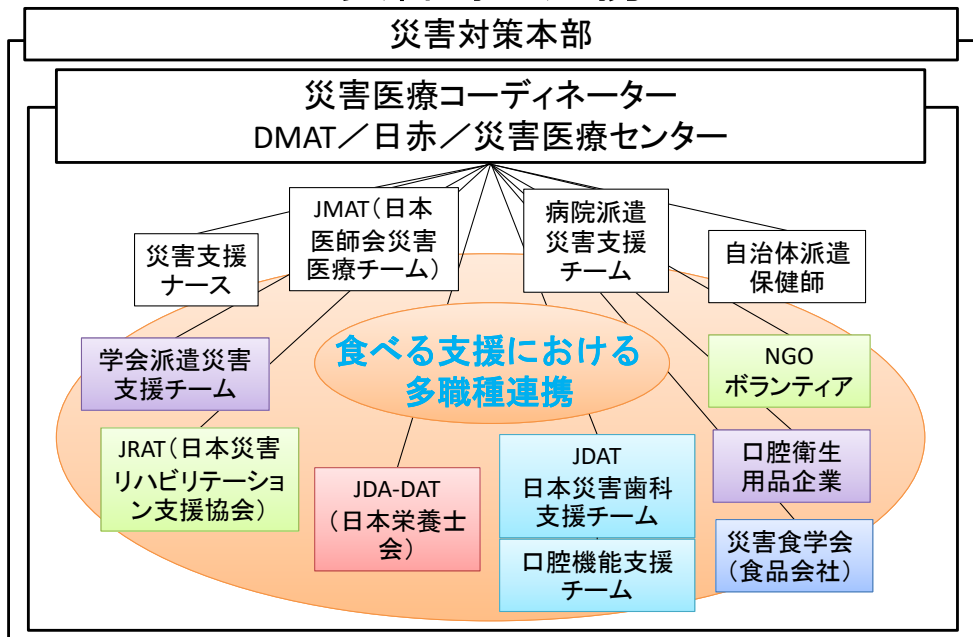 災害対策本部
災害医療コーディネーター
DMAT／日赤／災害医療センター
JMAT（日本
医師会災害
医療チーム）
病院派遣
災害支援
チーム
災害支援
ナース
自治体派遣
保健師
食べる支援における
多職種連携
学会派遣災害
支援チーム
NGO
ボランティア
JRAT（日本災害
リハビリテーショ
ン支援協会）
JDA-DAT
（日本栄養士
会）
JDAT
日本災害歯科
支援チーム
口腔衛生
用品企業
口腔機能支援
チーム
災害食学会
（食品会社）